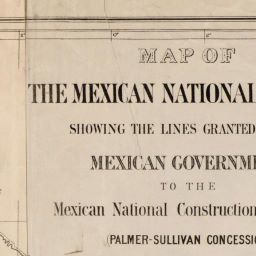 MAP OF
THE MEXICAN NATIONAL
SHOWING THE LINES GRANTED
MEXICAN GOVERNME
TO THE
Mexican National Construction
(PALMER-SULLIVAN CONCESSIO